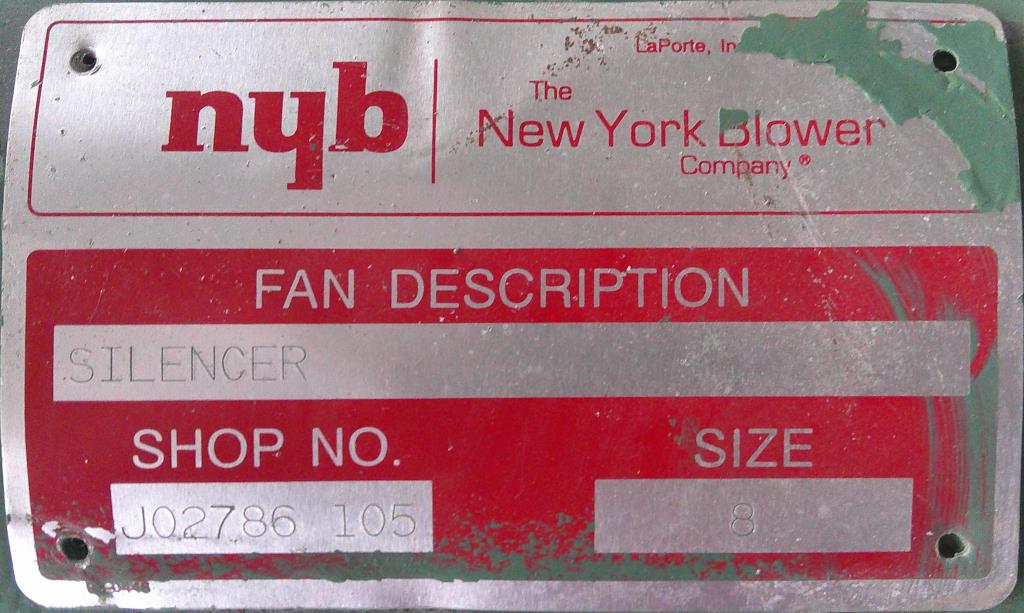 LaPorte, In
nyb
The
New York Blower
Company®
FAN DESCRIPTION
SILENCER
SHOP NO. SIZE
J02786 105 8